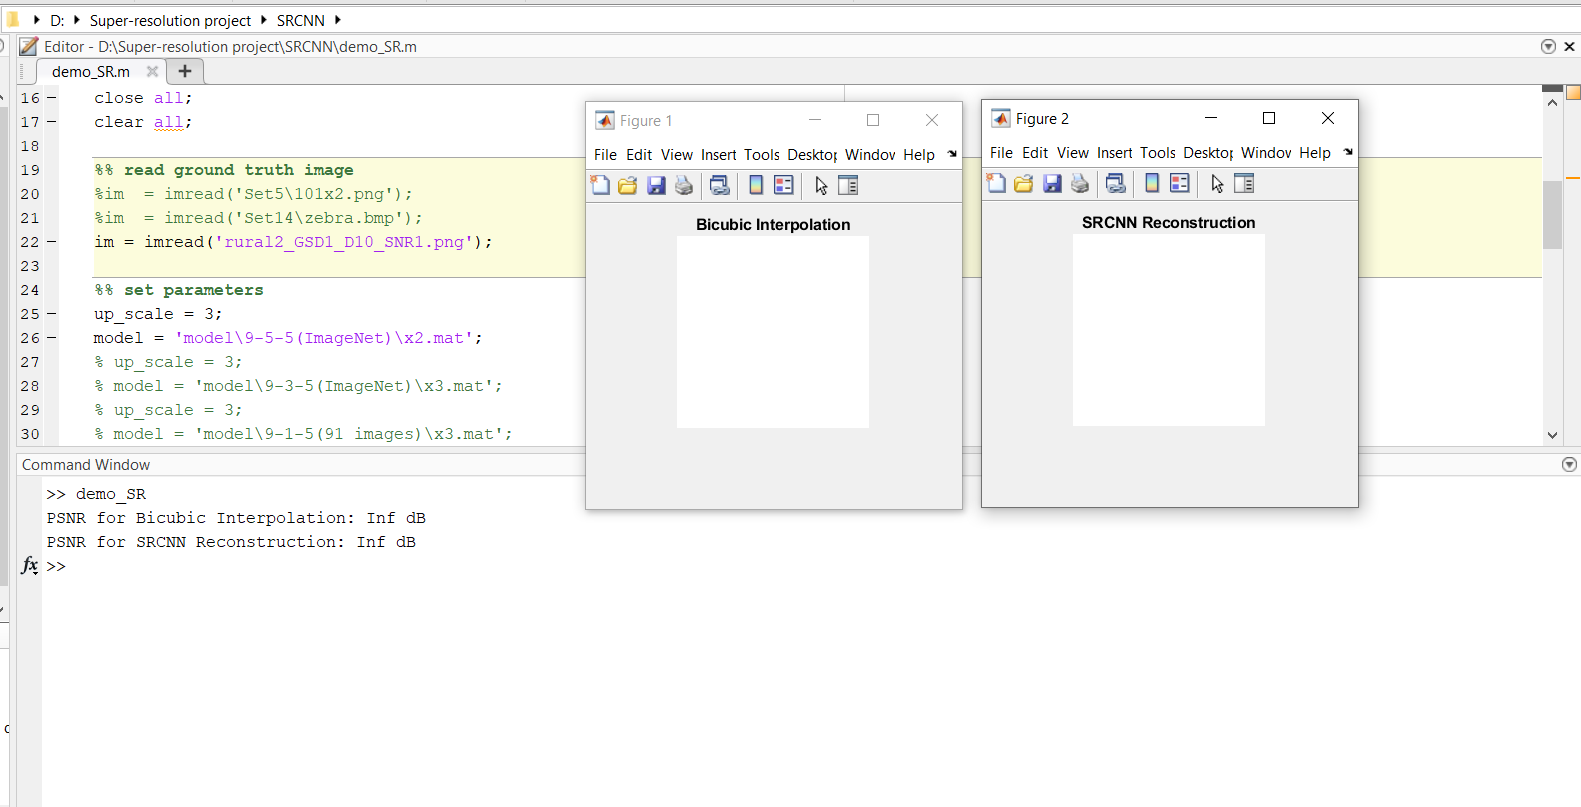 D: Super-resolution project SRCNN
Editor - D:\Super-resolution project\SRCNN\demo_SR.m
demo_SR.m
16 close all;
17 clear all;
18
19 %% read ground truth image
20 %im  = imread('Set5\101x2.png');
21 %im  = imread('Set14\zebra.bmp');
22 im = imread('rural2_GSD1_D10_SNR1.png');
23
24 %% set parameters
25 up_scale = 3;
26 model = 'model\9-5-5(ImageNet)\x2.mat';
27 % up_scale = 3;
28 % model = 'model\9-3-5(ImageNet)\x3.mat';
29 % up_scale = 3;
30 % model = 'model\9-1-5(91 images)\x3.mat';
Figure 1
File Edit View Insert Tools Desktop Window Help
Bicubic Interpolation
Figure 2
File Edit View Insert Tools Desktop Window Help
SRCNN Reconstruction
Command Window
>> demo_SR
PSNR for Bicubic Interpolation: Inf dB
PSNR for SRCNN Reconstruction: Inf dB
fx >>